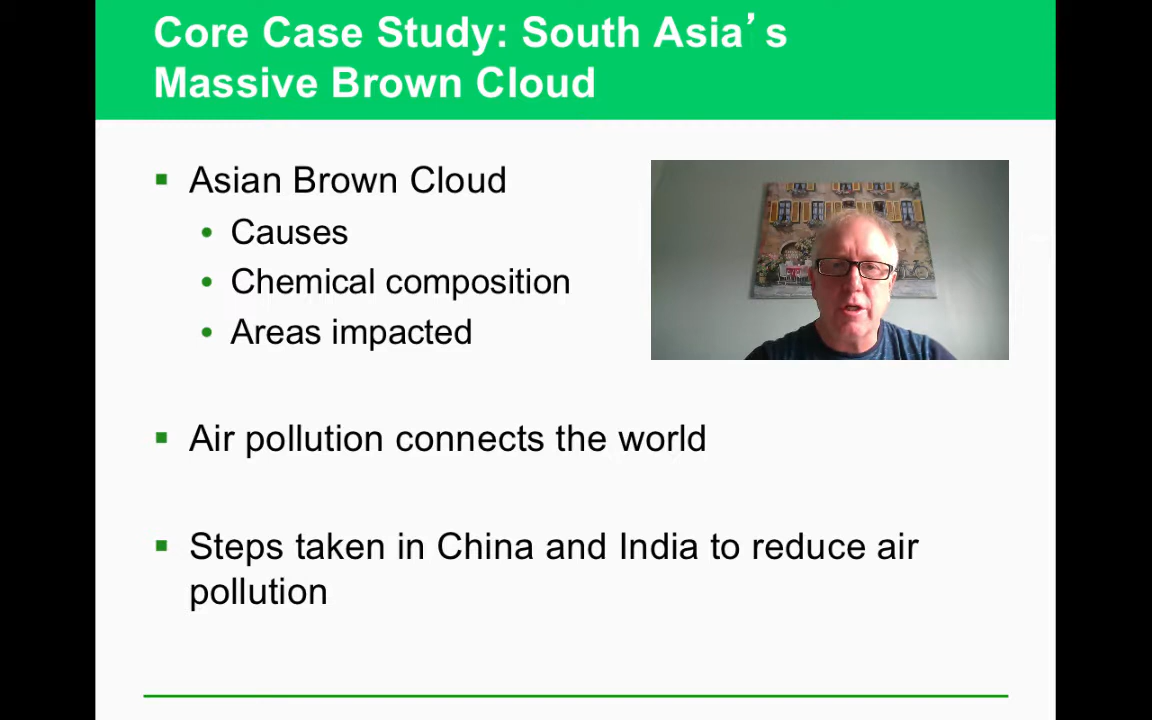 Core Case Study: South Asia’s
Massive Brown Cloud
Asian Brown Cloud
Causes
Chemical composition
Areas impacted
Air pollution connects the world
Steps taken in China and India to reduce air
pollution